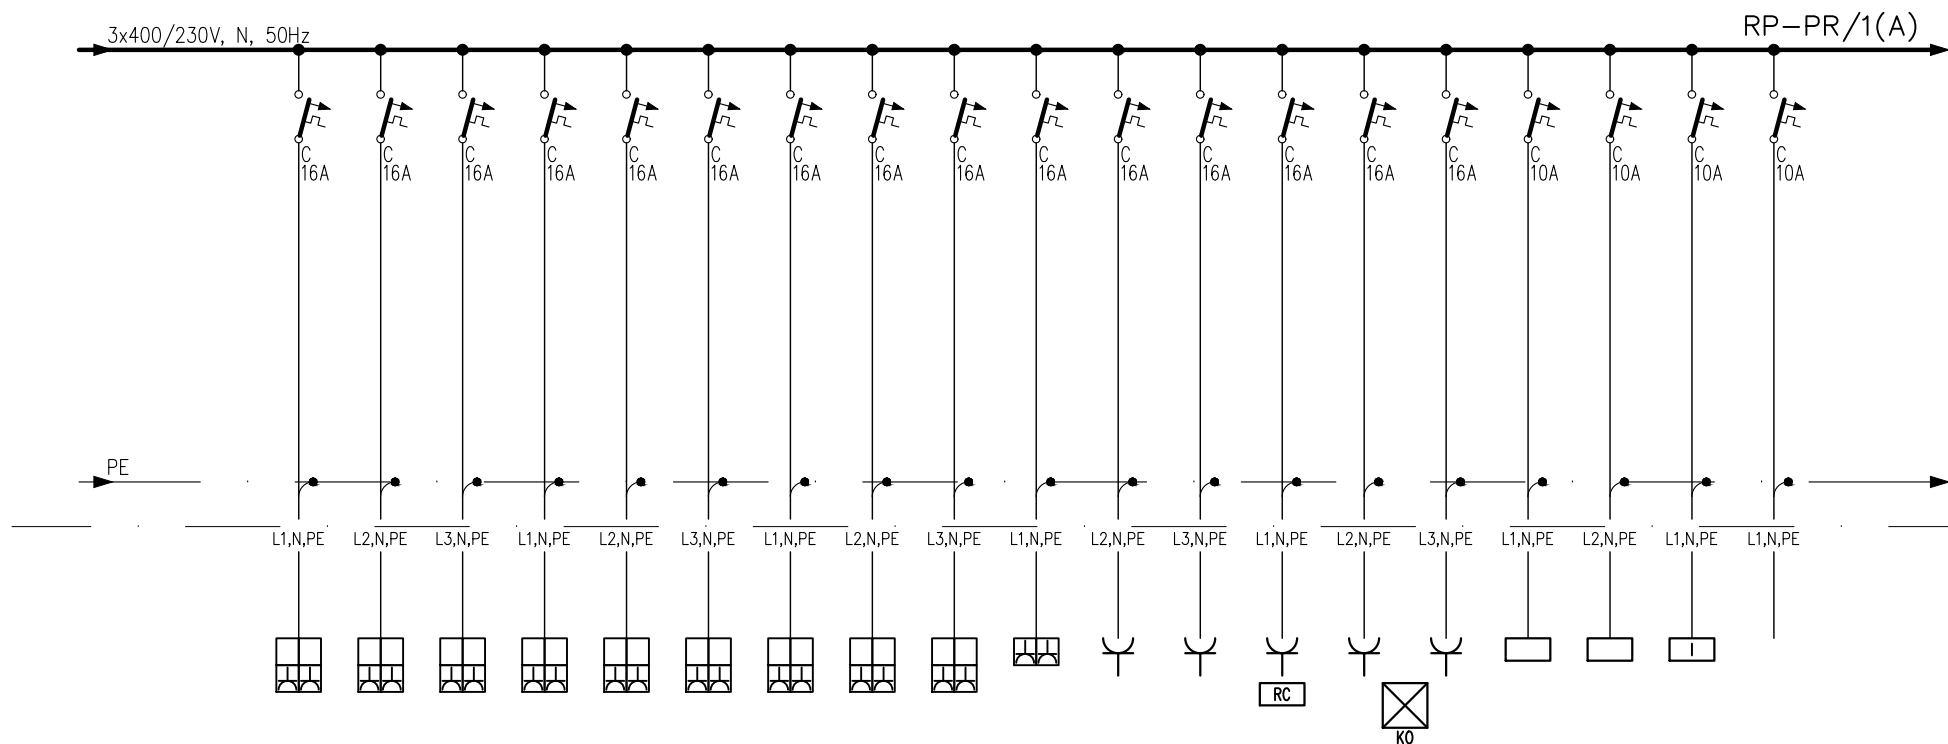 3x400/230V, N, 50Hz
RP-PR/1(A)
C C C C C C C C C C C C C C C C C C C
16A 16A 16A 16A 16A 16A 16A 16A 16A 16A 16A 16A 16A 16A 16A 10A 10A 10A 10A
PE
L1,N,PE L2,N,PE L3,N,PE L1,N,PE L2,N,PE L3,N,PE L1,N,PE L2,N,PE L3,N,PE L1,N,PE L2,N,PE L3,N,PE L1,N,PE L2,N,PE L3,N,PE L1,N,PE L2,N,PE L1,N,PE L1,N,PE
RC
KO